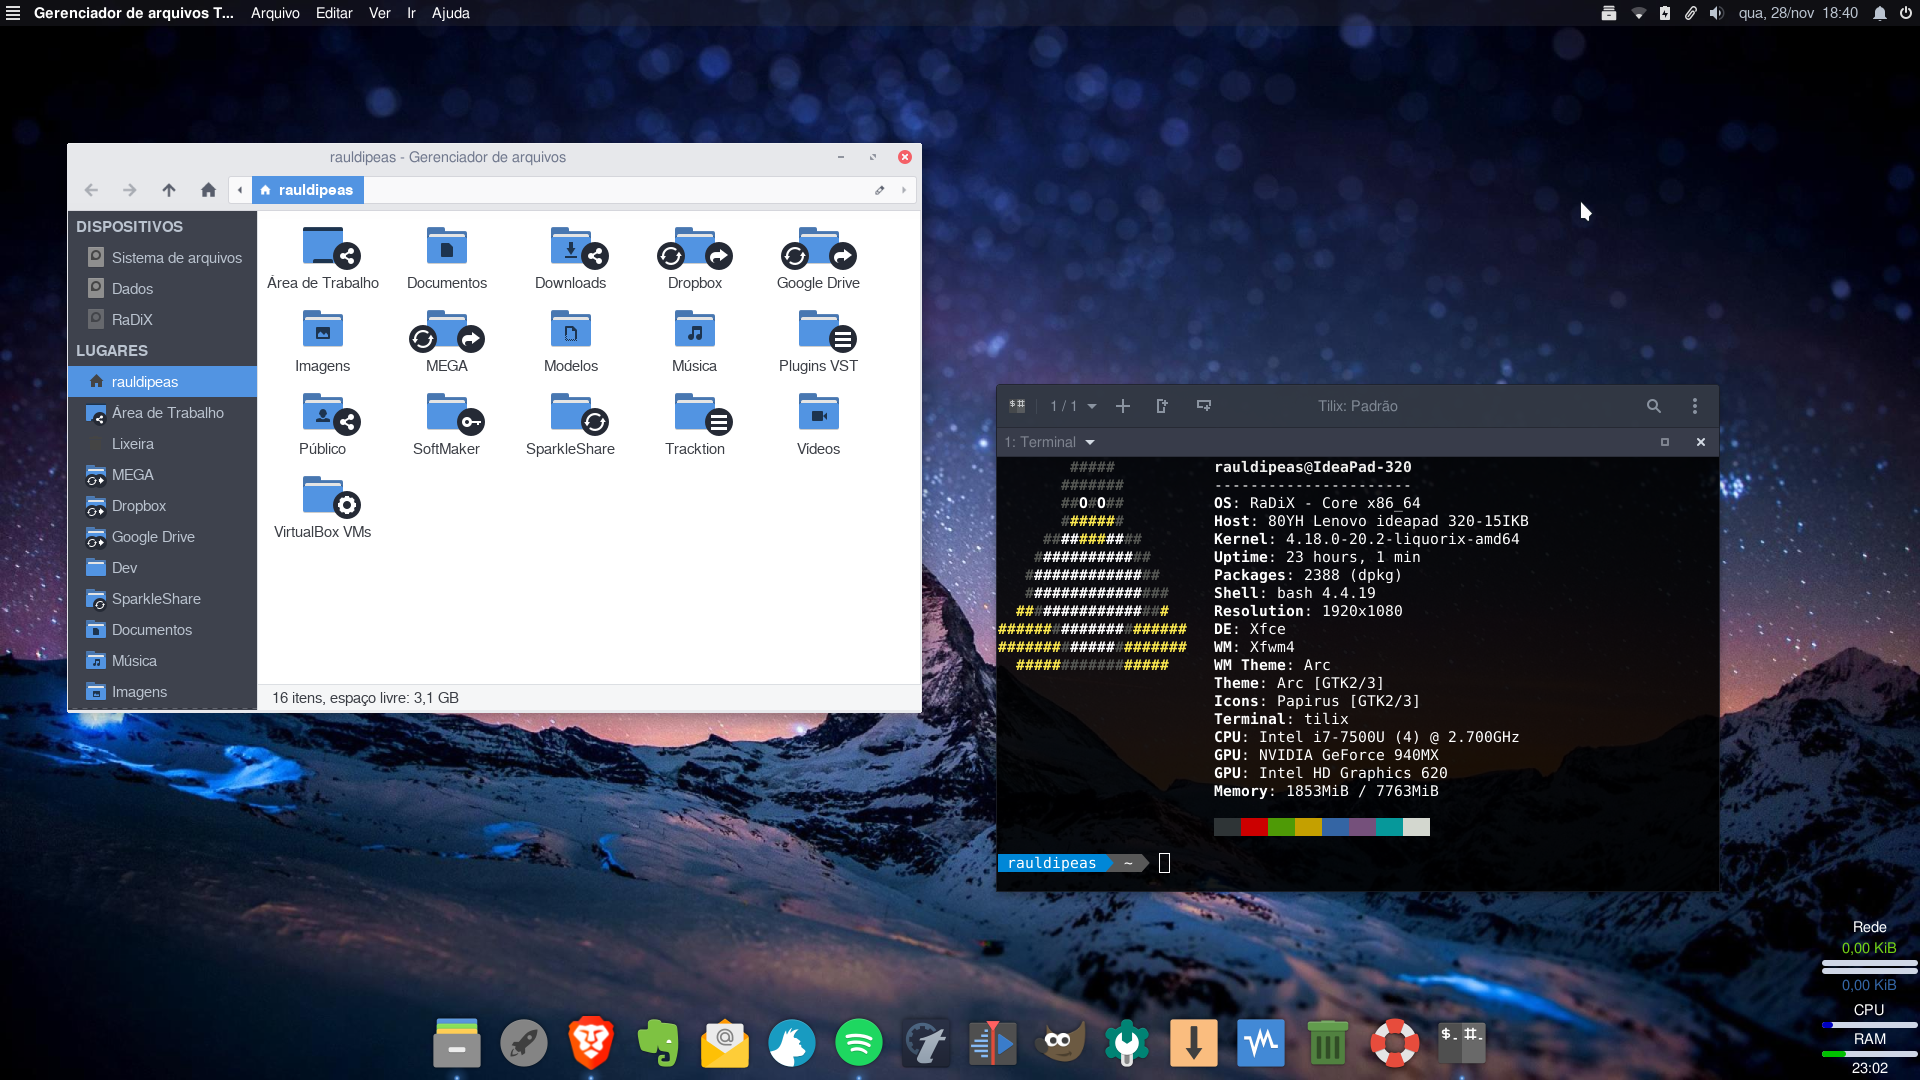 Gerenciador de arquivos T... Arquivo Editar Ver Ir Ajuda
qua, 28/nov 18:40
rauldipeas - Gerenciador de arquivos
rauldipeas
DISPOSITIVOS
Sistema de arquivos
Dados
RaDiX
LUGARES
rauldipeas
Área de Trabalho
Lixeira
MEGA
Dropbox
Google Drive
Dev
SparkleShare
Documentos
Música
Imagens
Área de Trabalho Documentos Downloads Dropbox Google Drive
Imagens MEGA Modelos Música Plugins VST
Público SoftMaker SparkleShare Tracktion Vídeos
VirtualBox VMs
16 itens, espaço livre: 3,1 GB
1 / 1 Tilix: Padrão
1: Terminal
rauldipeas@IdeaPad-320
----------------------
OS: RaDiX - Core x86_64
Host: 80YH Lenovo ideapad 320-15IKB
Kernel: 4.18.0-20.2-liquorix-amd64
Uptime: 23 hours, 1 min
Packages: 2388 (dpkg)
Shell: bash 4.4.19
Resolution: 1920x1080
DE: Xfce
WM: Xfwm4
WM Theme: Arc
Theme: Arc [GTK2/3]
Icons: Papirus [GTK2/3]
Terminal: tilix
CPU: Intel i7-7500U (4) @ 2.700GHz
GPU: NVIDIA GeForce 940MX
GPU: Intel HD Graphics 620
Memory: 1853MiB / 7763MiB
rauldipeas ~
Rede
0,00 KiB
0,00 KiB
CPU
RAM
23:02